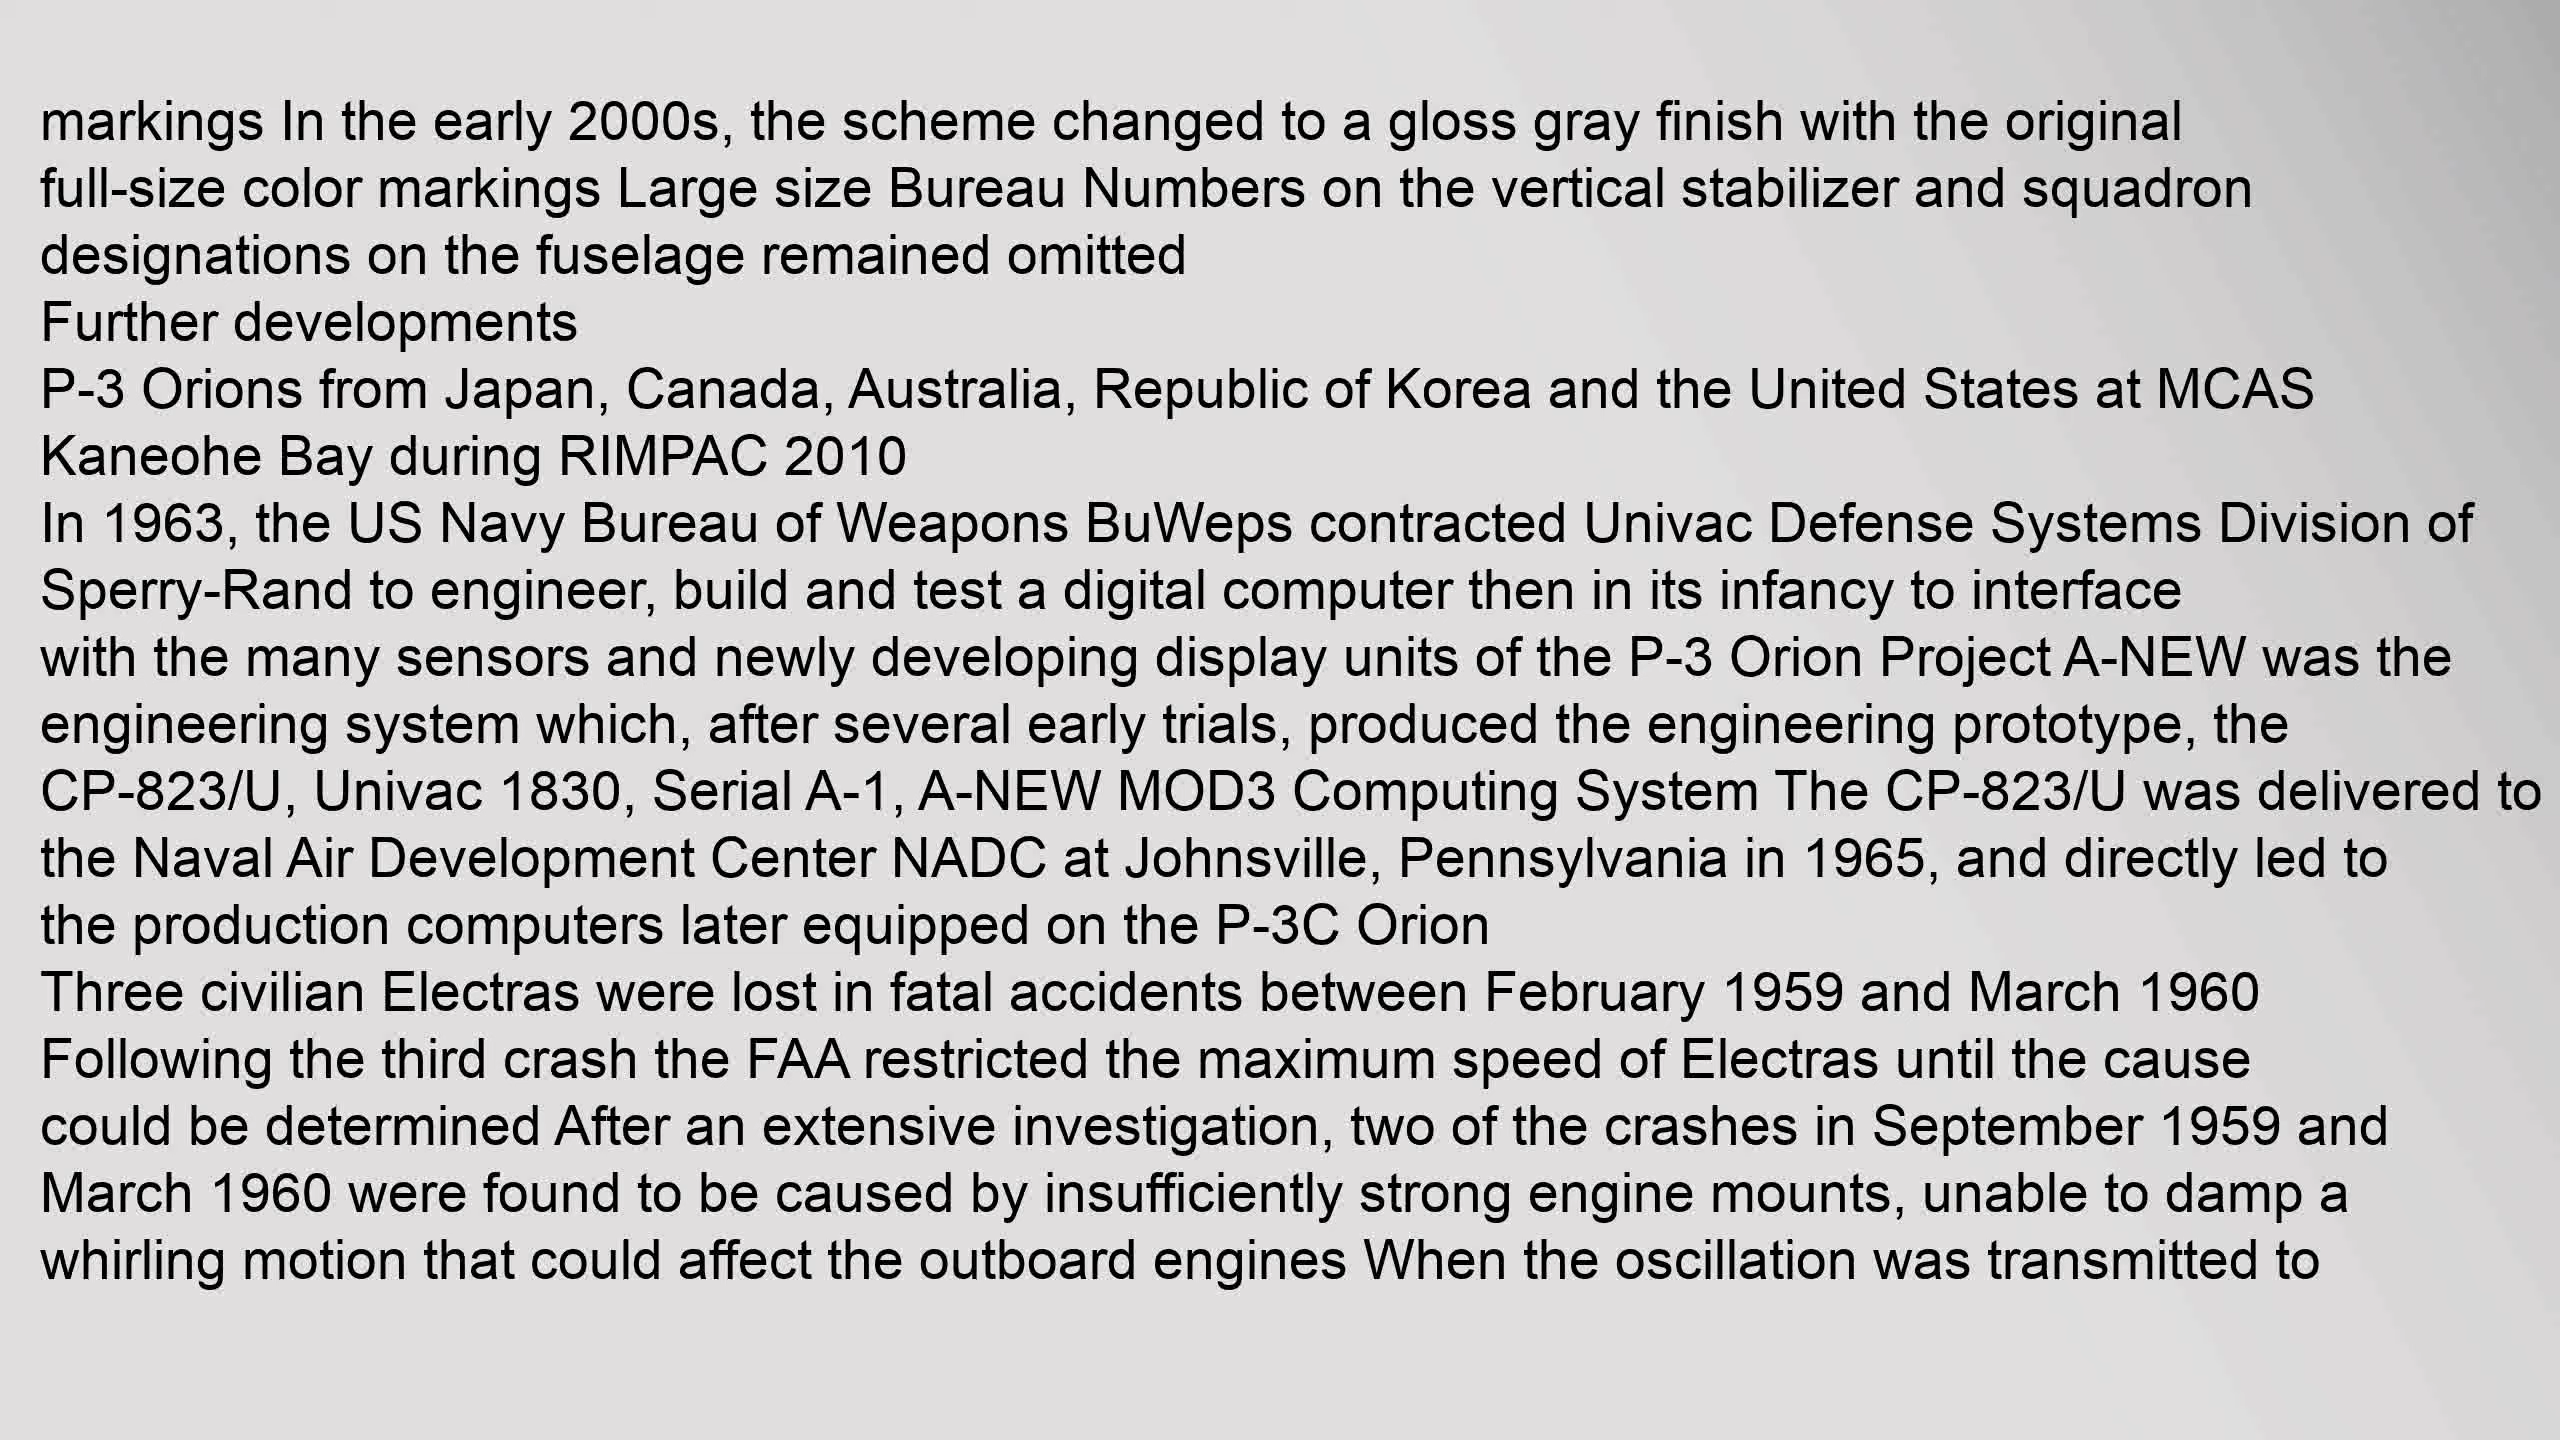 markings In the early 2000s, the scheme changed to a gloss gray finish with the original
full-size color markings Large size Bureau Numbers on the vertical stabilizer and squadron
designations on the fuselage remained omitted
Further developments
P-3 Orions from Japan, Canada, Australia, Republic of Korea and the United States at MCAS
Kaneohe Bay during RIMPAC 2010
In 1963, the US Navy Bureau of Weapons BuWeps contracted Univac Defense Systems Division of
Sperry-Rand to engineer, build and test a digital computer then in its infancy to interface
with the many sensors and newly developing display units of the P-3 Orion Project A-NEW was the
engineering system which, after several early trials, produced the engineering prototype, the
CP-823/U, Univac 1830, Serial A-1, A-NEW MOD3 Computing System The CP-823/U was delivered to
the Naval Air Development Center NADC at Johnsville, Pennsylvania in 1965, and directly led to
the production computers later equipped on the P-3C Orion
Three civilian Electras were lost in fatal accidents between February 1959 and March 1960
Following the third crash the FAA restricted the maximum speed of Electras until the cause
could be determined After an extensive investigation, two of the crashes in September 1959 and
March 1960 were found to be caused by insufficiently strong engine mounts, unable to damp a
whirling motion that could affect the outboard engines When the oscillation was transmitted to